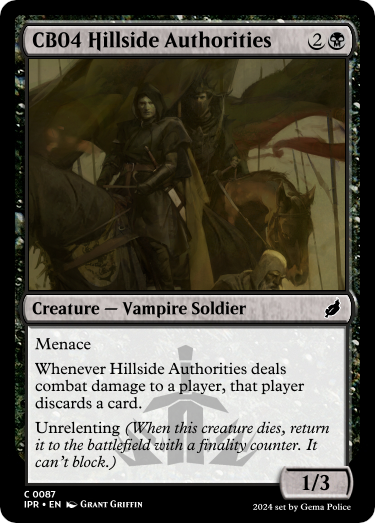 CB04 Hillside Authorities 2
Creature — Vampire Soldier
Menace
Whenever Hillside Authorities deals
combat damage to a player, that player
discards a card.
Unrelenting (When this creature dies, return
it to the battlefield with a finality counter. It
can't block.)
1/3
C 0087
IPR • EN Grant Griffin
2024 set by Gema Police